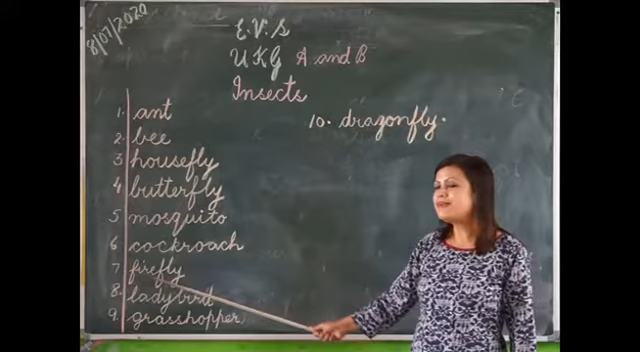 8/07/2020
E.V.S
UKG A and B
Insects
1. ant
2. bee
3 housefly
4 butterfly
5 mosquito
6 cockroach
7 firefly
8. ladybird
9. grasshopper
10. dragonfly.